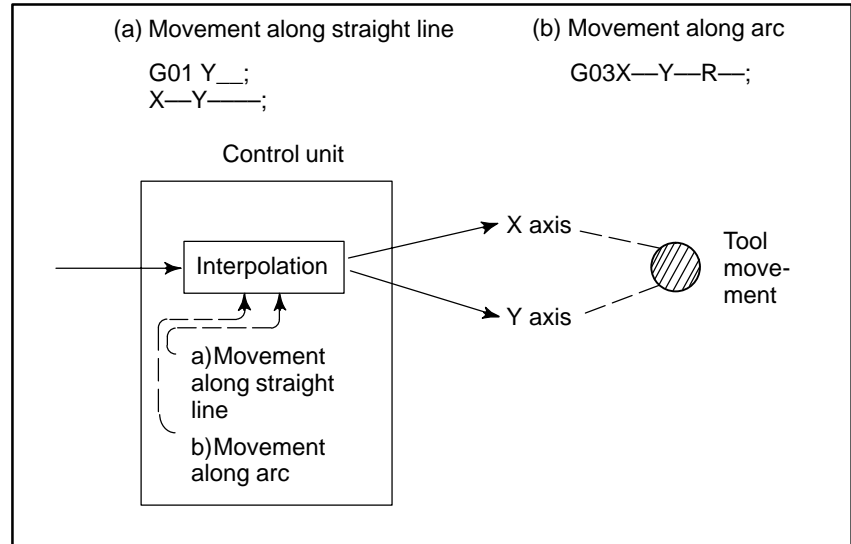 (a) Movement along straight line
G01 Y__;
X––Y––––;
(b) Movement along arc
G03X––Y––R––;
Control unit
Interpolation
a)Movement
along straight
line
b)Movement
along arc
X axis
Y axis
Tool
move-
ment